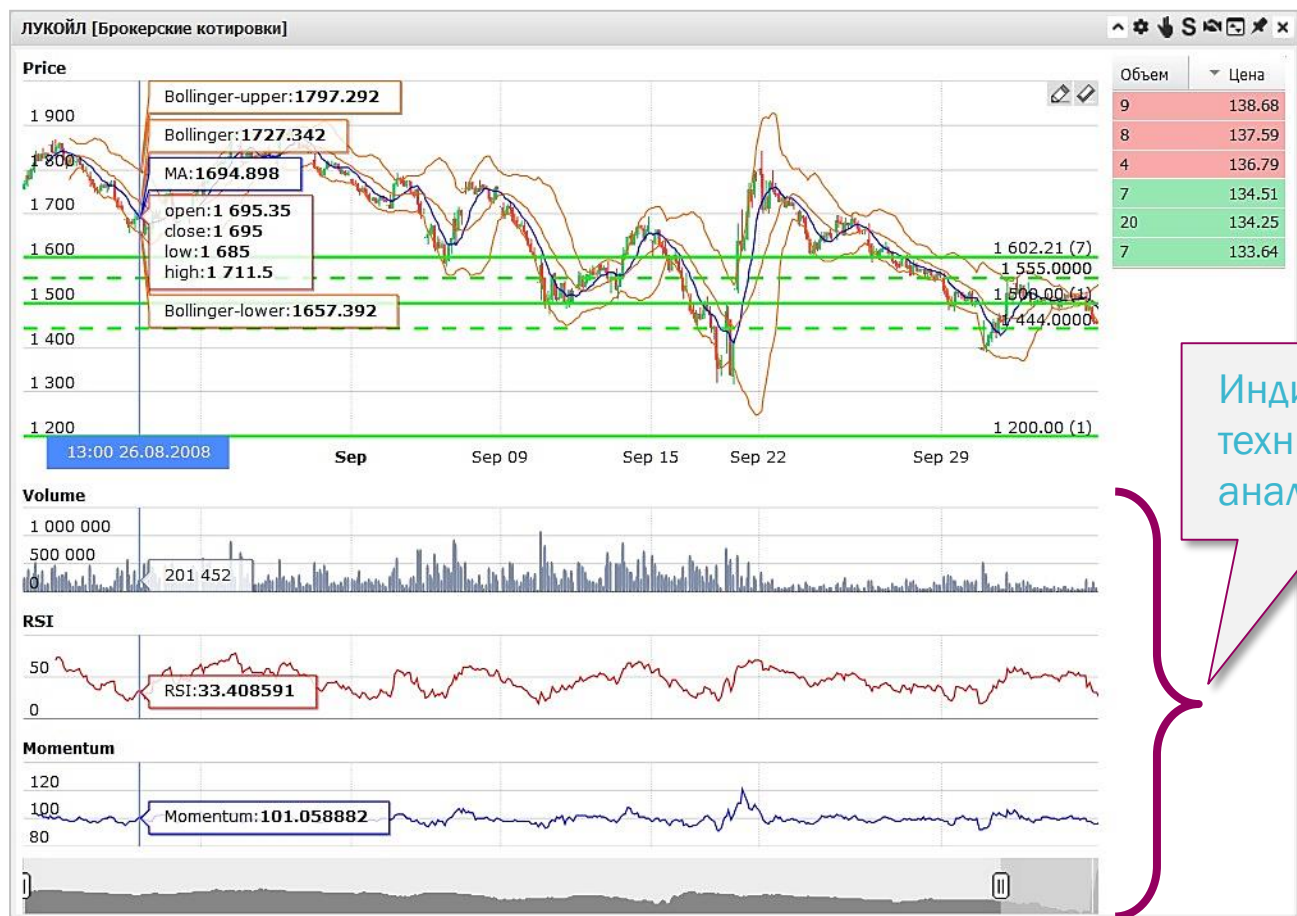 ЛУКОЙЛ [Брокерские котировки]
S
Price
1 900
1 800
1 700
1 600
1 500
1 400
1 300
1 200
Bollinger-upper:1797.292
Bollinger:1727.342
MA:1694.898
open:1 695.35
close:1 695
low:1 685
high:1 711.5
Bollinger-lower:1657.392
1 602.21 (7)
1 555.0000
1 500.00 (1)
1 444.0000
1 200.00 (1)
13:00 26.08.2008
Sep
Sep 09
Sep 15
Sep 22
Sep 29
Объем Цена
9 138.68
8 137.59
4 136.79
7 134.51
20 134.25
7 133.64
Volume
1 000 000
500 000
0
201 452
RSI
50
0
RSI:33.408591
Momentum
120
100
80
Momentum:101.058882